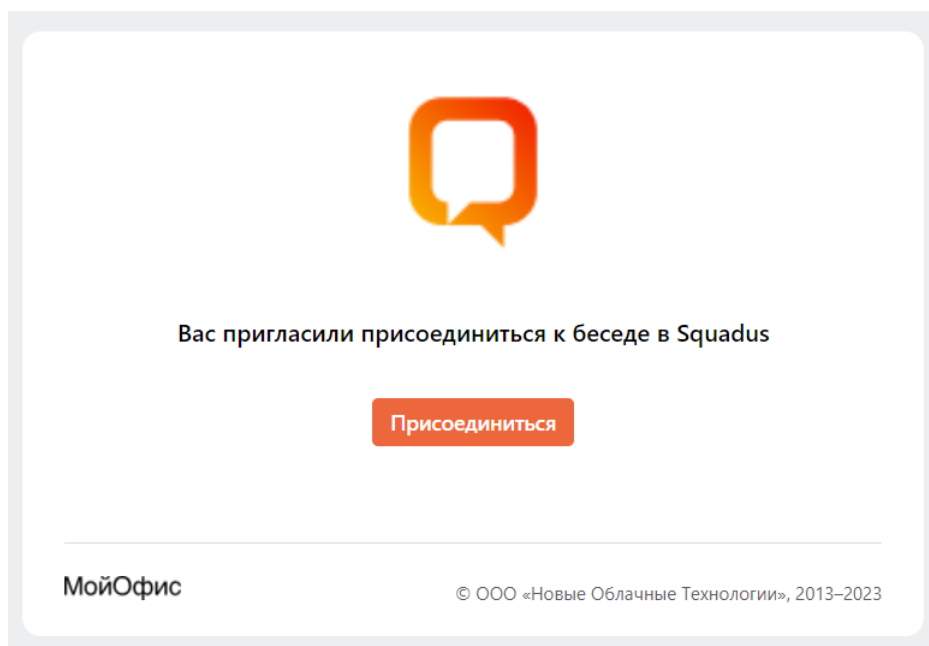 Вас пригласили присоединиться к беседе в Squadus
Присоединиться
МойОфис
© ООО «Новые Облачные Технологии», 2013–2023